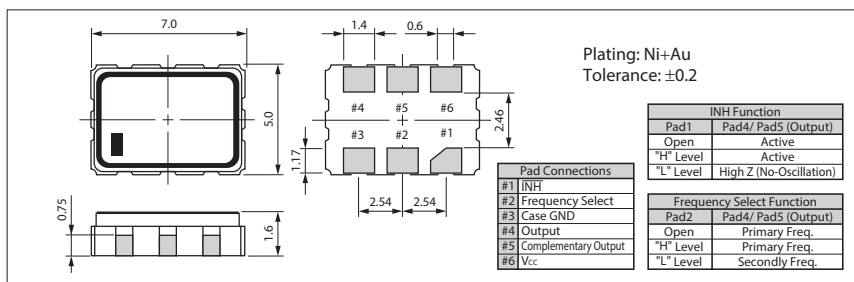 7.0
1.4
0.6
Plating: Ni+Au
Tolerance: ±0.2
5.0
#4 #5 #6
#3 #2 #1
2.46
1.17
2.54 2.54
0.75
1.6
Pad Connections
#1 INH
#2 Frequency Select
#3 Case GND
#4 Output
#5 Complementary Output
#6 Vcc
INH Function
Pad1 Pad4/ Pad5 (Output)
Open Active
"H" Level Active
"L" Level High Z (No-Oscillation)
Frequency Select Function
Pad2 Pad4/ Pad5 (Output)
Open Primary Freq.
"H" Level Primary Freq.
"L" Level Secondly Freq.